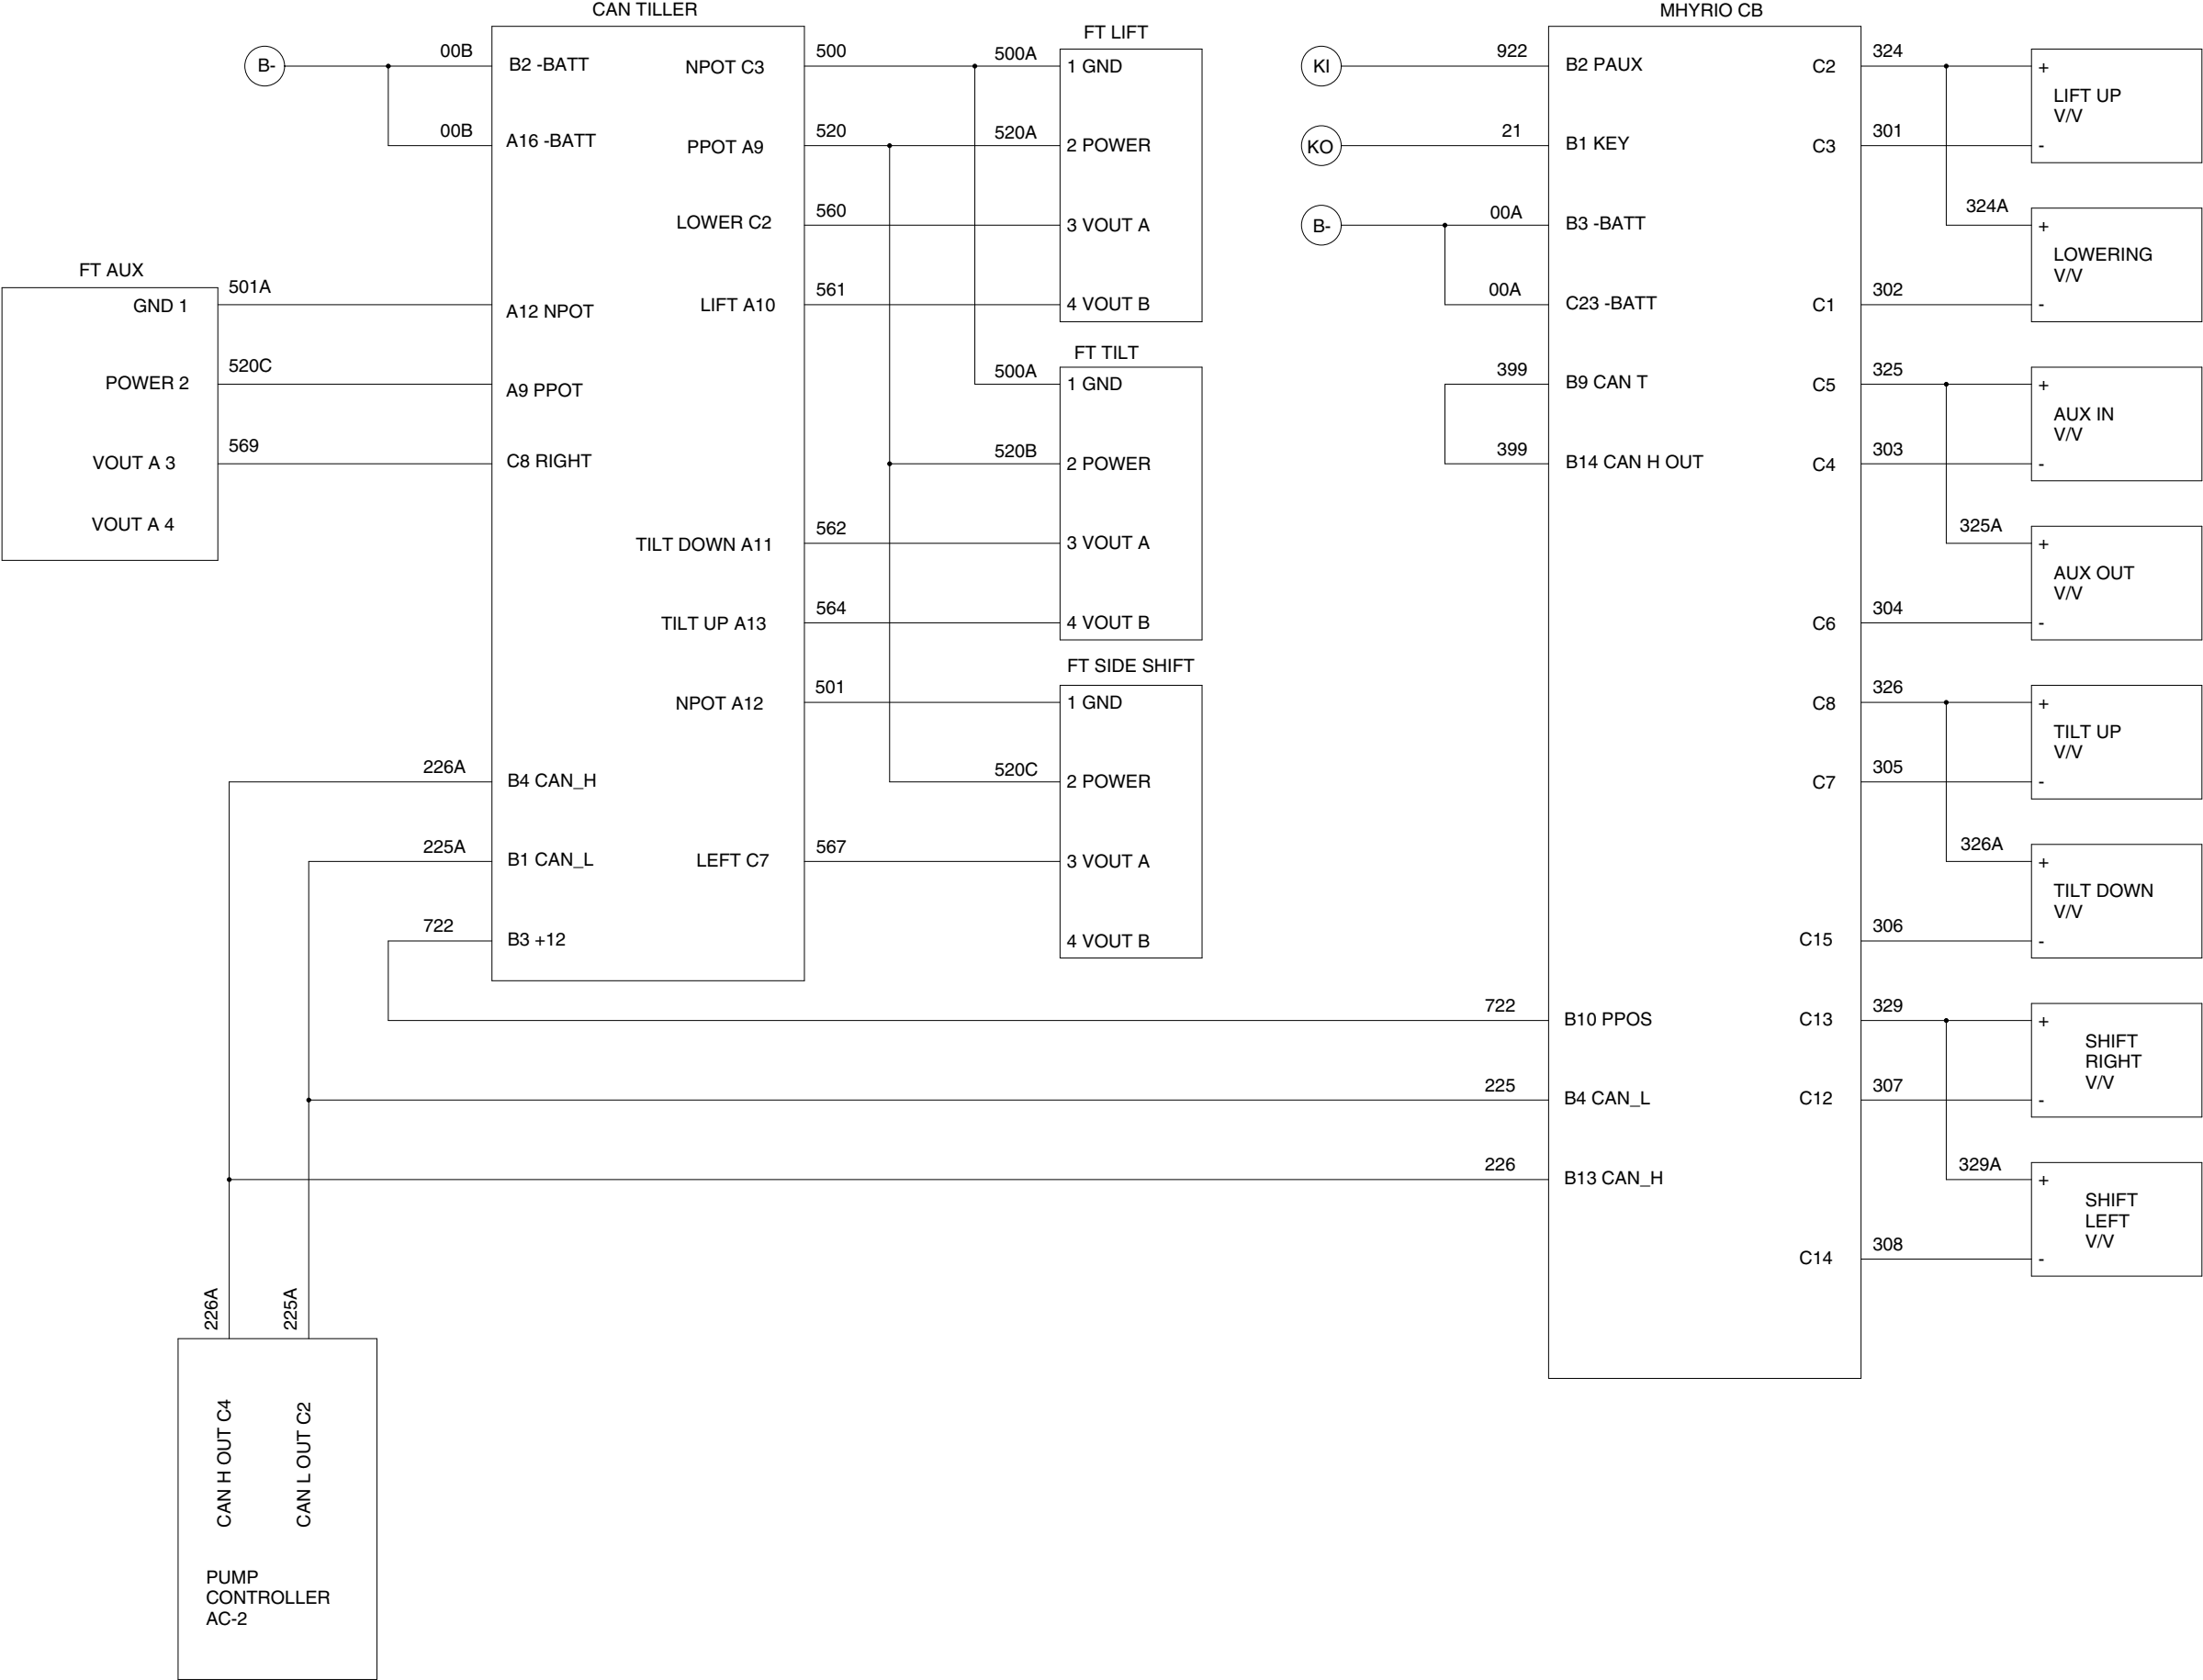 CAN TILLER
B-
00B
00B
B2 -BATT
A16 -BATT
A12 NPOT
A9 PPOT
C8 RIGHT
B4 CAN_H
B1 CAN_L
B3 +12
NPOT C3
PPOT A9
LOWER C2
LIFT A10
TILT DOWN A11
TILT UP A13
NPOT A12
LEFT C7
FT AUX
GND 1
POWER 2
VOUT A 3
VOUT A 4
501A
520C
569
226A
225A
722
500
520
560
561
562
564
501
567
500A
520A
500A
520B
520C
FT LIFT
1 GND
2 POWER
3 VOUT A
4 VOUT B
FT TILT
1 GND
2 POWER
3 VOUT A
4 VOUT B
FT SIDE SHIFT
1 GND
2 POWER
3 VOUT A
4 VOUT B
226A
225A
CAN H OUT C4
CAN L OUT C2
PUMP
CONTROLLER
AC-2
MHYRIO CB
KI
KO
B-
922
21
00A
00A
399
399
722
225
226
B2 PAUX
B1 KEY
B3 -BATT
C23 -BATT
B9 CAN T
B14 CAN H OUT
B10 PPOS
B4 CAN_L
B13 CAN_H
C2
C3
C1
C5
C4
C6
C8
C7
C15
C13
C12
C14
324
301
324A
302
325
303
325A
304
326
305
326A
306
329
307
329A
308
+
LIFT UP
V/V
-
+
LOWERING
V/V
-
+
AUX IN
V/V
-
+
AUX OUT
V/V
-
+
TILT UP
V/V
-
+
TILT DOWN
V/V
-
+
SHIFT
RIGHT
V/V
-
+
SHIFT
LEFT
V/V
-